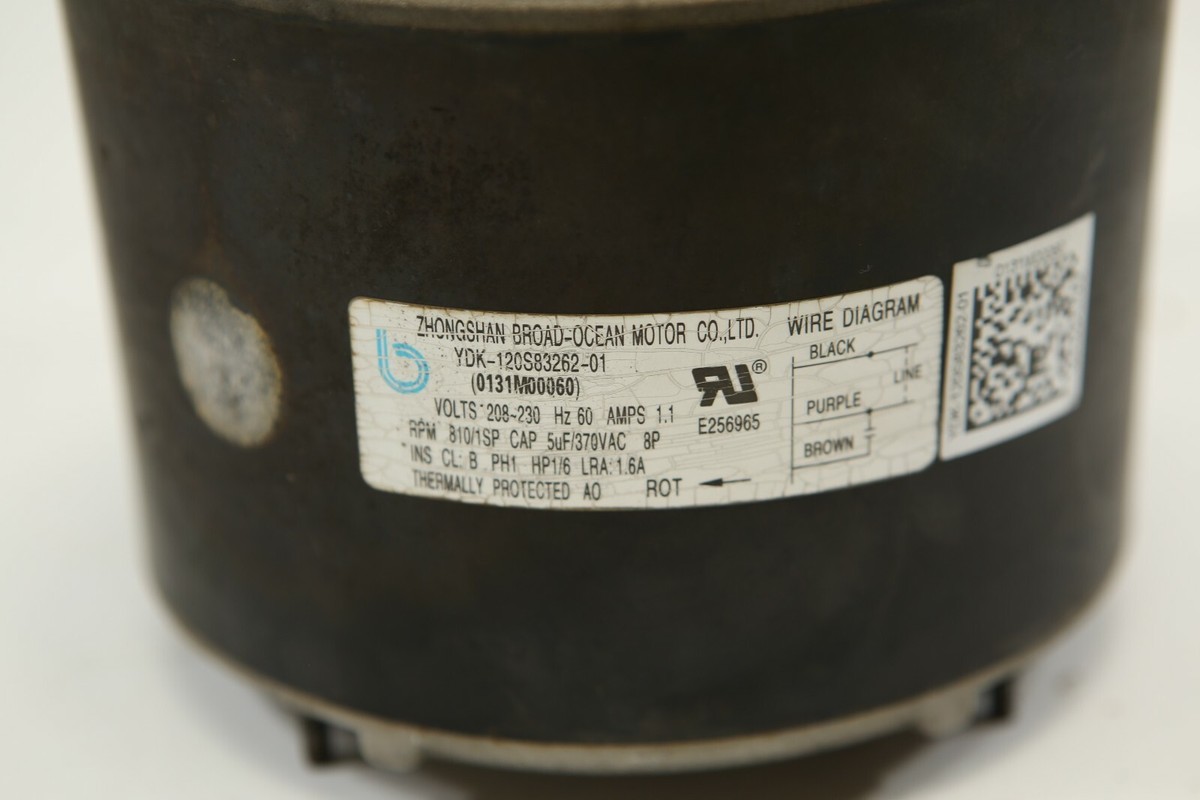 ZHONGSHAN BROAD-OCEAN MOTOR CO.,LTD.
YDK-120S83262-01
(0131M00060)
VOLTS 208~230 Hz 60 AMPS 1.1
RPM 810/1SP CAP 5uF/370VAC 8P
INS CL: B PH1 HP1/6 LRA: 1.6A
THERMALLY PROTECTED AO ROT
RU®
E256965
WIRE DIAGRAM
BLACK
LINE
PURPLE
BROWN